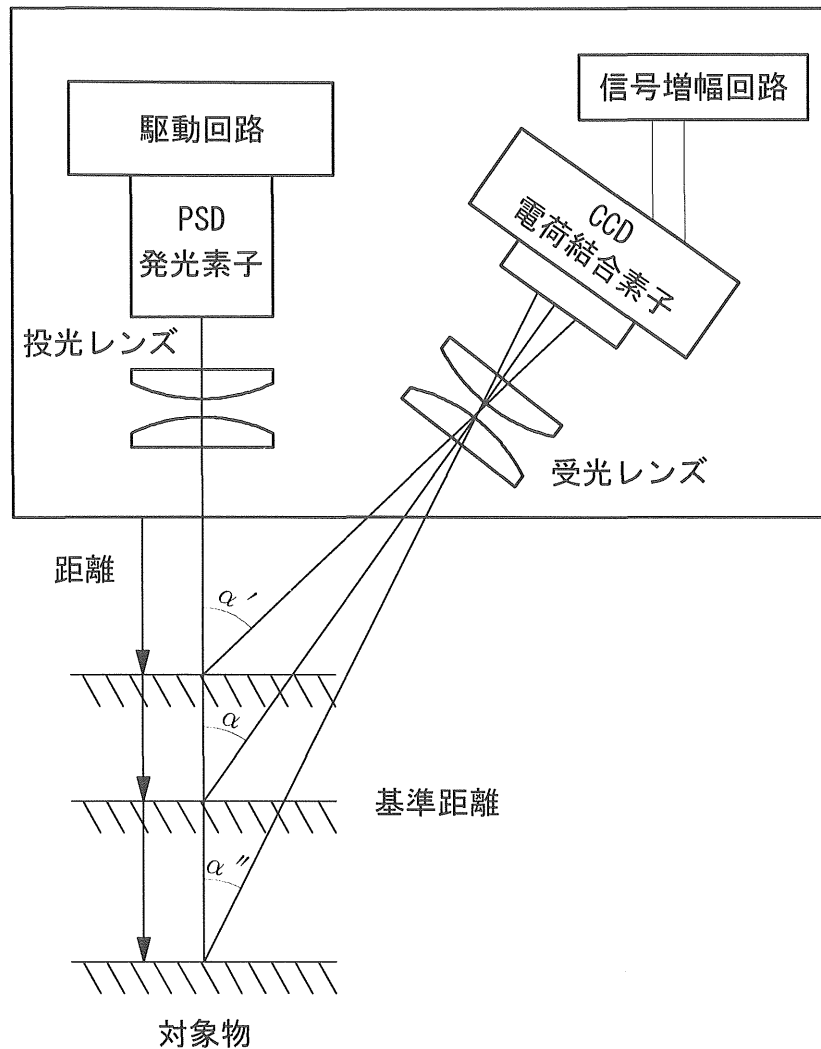 信号増幅回路
駆動回路
PSD
発光素子
CCD
電荷結合素子
投光レンズ
受光レンズ
距離
α′
α
基準距離
α″
対象物